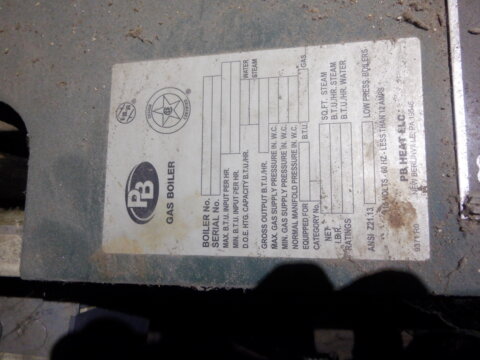 PB
GAS BOILER
BOILER No.
SERIAL No.
MAX. B.T.U. INPUT PER HR.
MIN. B.T.U. INPUT PER HR.
D.O.E. HTG. CAPACITY B.T.U./HR.
WATER
STEAM
GROSS OUTPUT B.T.U./HR.
MAX. GAS SUPPLY PRESSURE IN. W.C.
MIN. GAS SUPPLY PRESSURE IN. W.C.
NORMAL MANIFOLD PRESSURE IN. W.C.
EQUIPPED FOR B.T.U. GAS
CATEGORY No.
NET
I.B.R.
RATINGS
SQ.FT. STEAM
B.T.U./HR. STEAM
B.T.U./HR. WATER
ANSI Z21.13 LOW PRESS. BOILERS
VOLTS 60 HZ - LESS THAN 12 AMPS
PB HEAT LLC